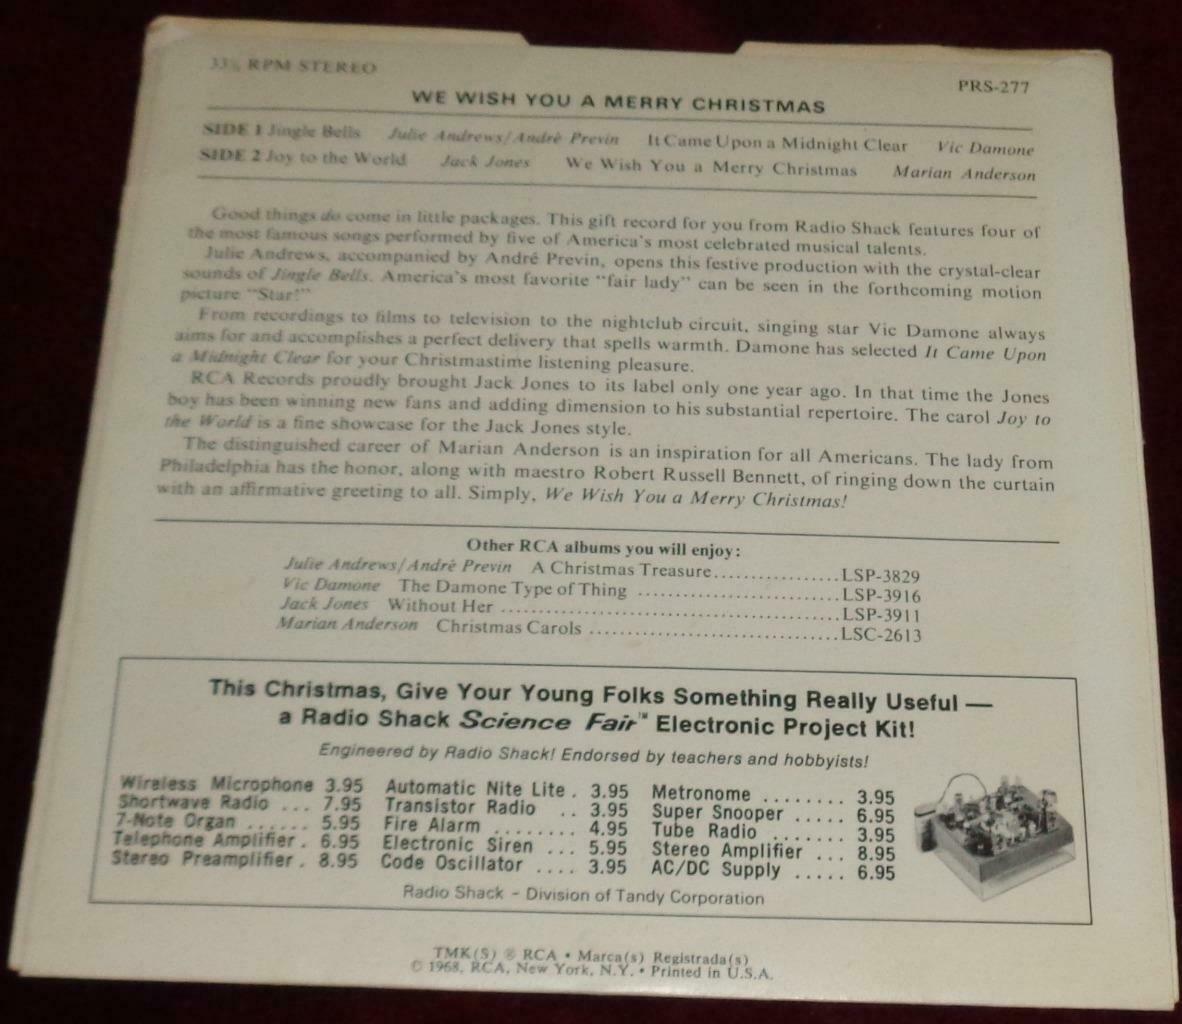 33⅓ RPM STEREO
PRS-277
WE WISH YOU A MERRY CHRISTMAS
SIDE 1 Jingle Bells Julie Andrews/André Previn It Came Upon a Midnight Clear Vic Damone
SIDE 2 Joy to the World Jack Jones We Wish You a Merry Christmas Marian Anderson
Good things do come in little packages. This gift record for you from Radio Shack features four of
the most famous songs performed by five of America's most celebrated musical talents.
Julie Andrews, accompanied by André Previn, opens this festive production with the crystal-clear
sounds of Jingle Bells. America's most favorite "fair lady" can be seen in the forthcoming motion
picture "Star!"
From recordings to films to television to the nightclub circuit, singing star Vic Damone always
aims for and accomplishes a perfect delivery that spells warmth. Damone has selected It Came Upon
a Midnight Clear for your Christmastime listening pleasure.
RCA Records proudly brought Jack Jones to its label only one year ago. In that time the Jones
boy has been winning new fans and adding dimension to his substantial repertoire. The carol Joy to
the World is a fine showcase for the Jack Jones style.
The distinguished career of Marian Anderson is an inspiration for all Americans. The lady from
Philadelphia has the honor, along with maestro Robert Russell Bennett, of ringing down the curtain
with an affirmative greeting to all. Simply, We Wish You a Merry Christmas!
Other RCA albums you will enjoy:
Julie Andrews/André Previn A Christmas Treasure.................LSP-3829
Vic Damone The Damone Type of Thing ...........................LSP-3916
Jack Jones Without Her ..............................................LSP-3911
Marian Anderson Christmas Carols ..................................LSC-2613
This Christmas, Give Your Young Folks Something Really Useful —
a Radio Shack Science Fair™ Electronic Project Kit!
Engineered by Radio Shack! Endorsed by teachers and hobbyists!
Wireless Microphone 3.95 Automatic Nite Lite . 3.95 Metronome ........ 3.95
Shortwave Radio ... 7.95 Transistor Radio .. 3.95 Super Snooper ..... 6.95
7-Note Organ ...... 5.95 Fire Alarm ........ 4.95 Tube Radio ....... 3.95
Telephone Amplifier . 6.95 Electronic Siren ... 5.95 Stereo Amplifier ... 8.95
Stereo Preamplifier . 8.95 Code Oscillator .... 3.95 AC/DC Supply ..... 6.95
Radio Shack – Division of Tandy Corporation
TMK(S) ® RCA • Marca(s) Registrada(s)
© 1968, RCA, New York, N.Y. • Printed in U.S.A.